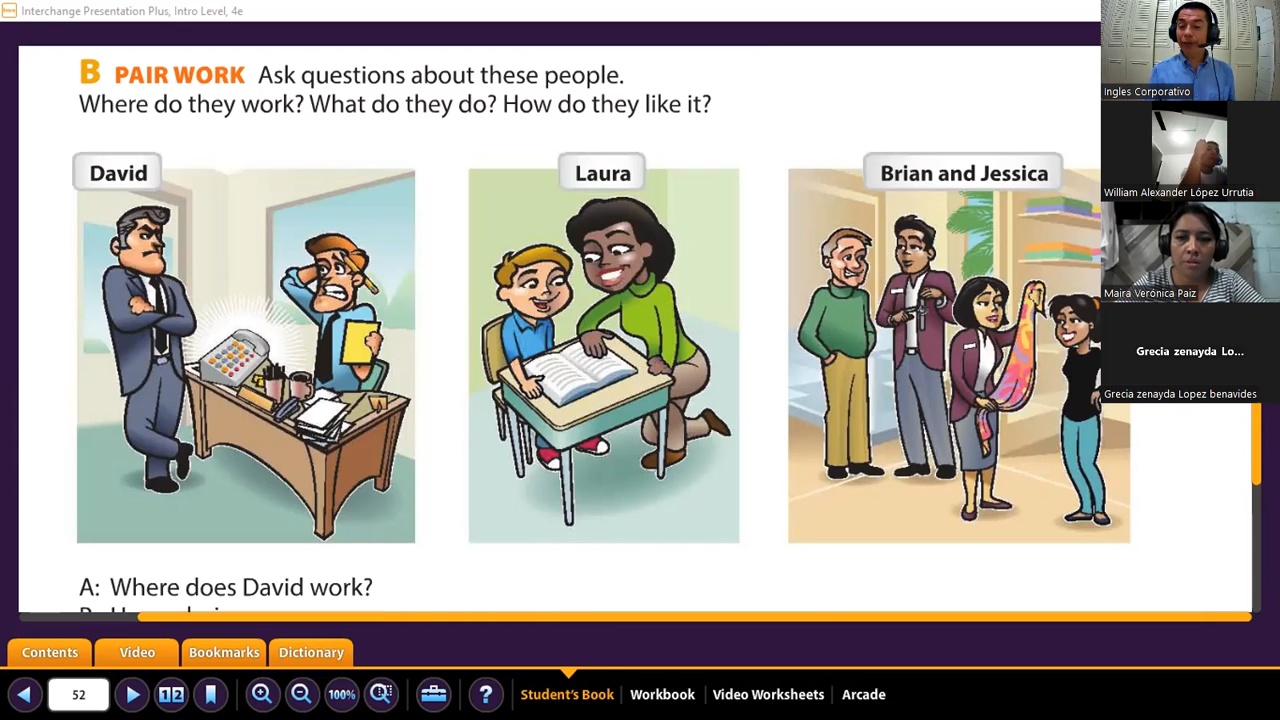 Interchange Presentation Plus, Intro Level, 4e
B PAIR WORK Ask questions about these people.
Where do they work? What do they do? How do they like it?
David
Laura
Brian and Jessica
A: Where does David work?
Ingles Corporativo
William Alexander López Urrutia
Maira Verónica Paiz
Grecia zenayda Lo...
Grecia zenayda Lopez benavides
Contents
Video
Bookmarks
Dictionary
52
1 2
100%
?
Student's Book
Workbook
Video Worksheets
Arcade